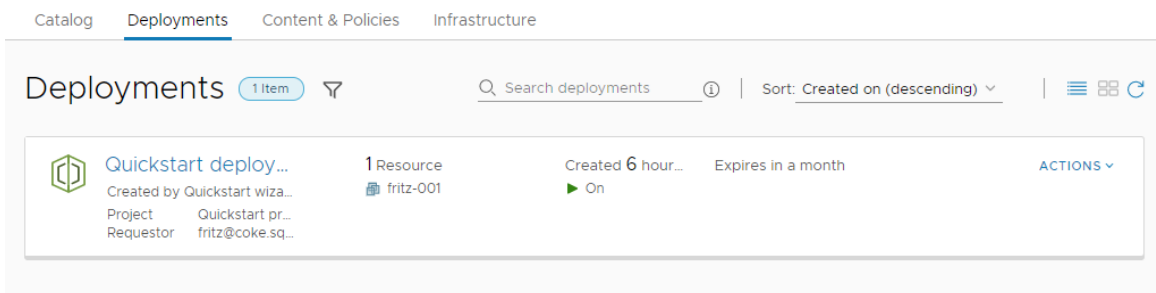 Catalog Deployments Content & Policies Infrastructure
Deployments 1 Item Search deployments Sort: Created on (descending)
Quickstart deploy... 1 Resource Created 6 hour... Expires in a month ACTIONS
Created by Quickstart wiza... fritz-001 On
Project Quickstart pr...
Requestor fritz@coke.sq...